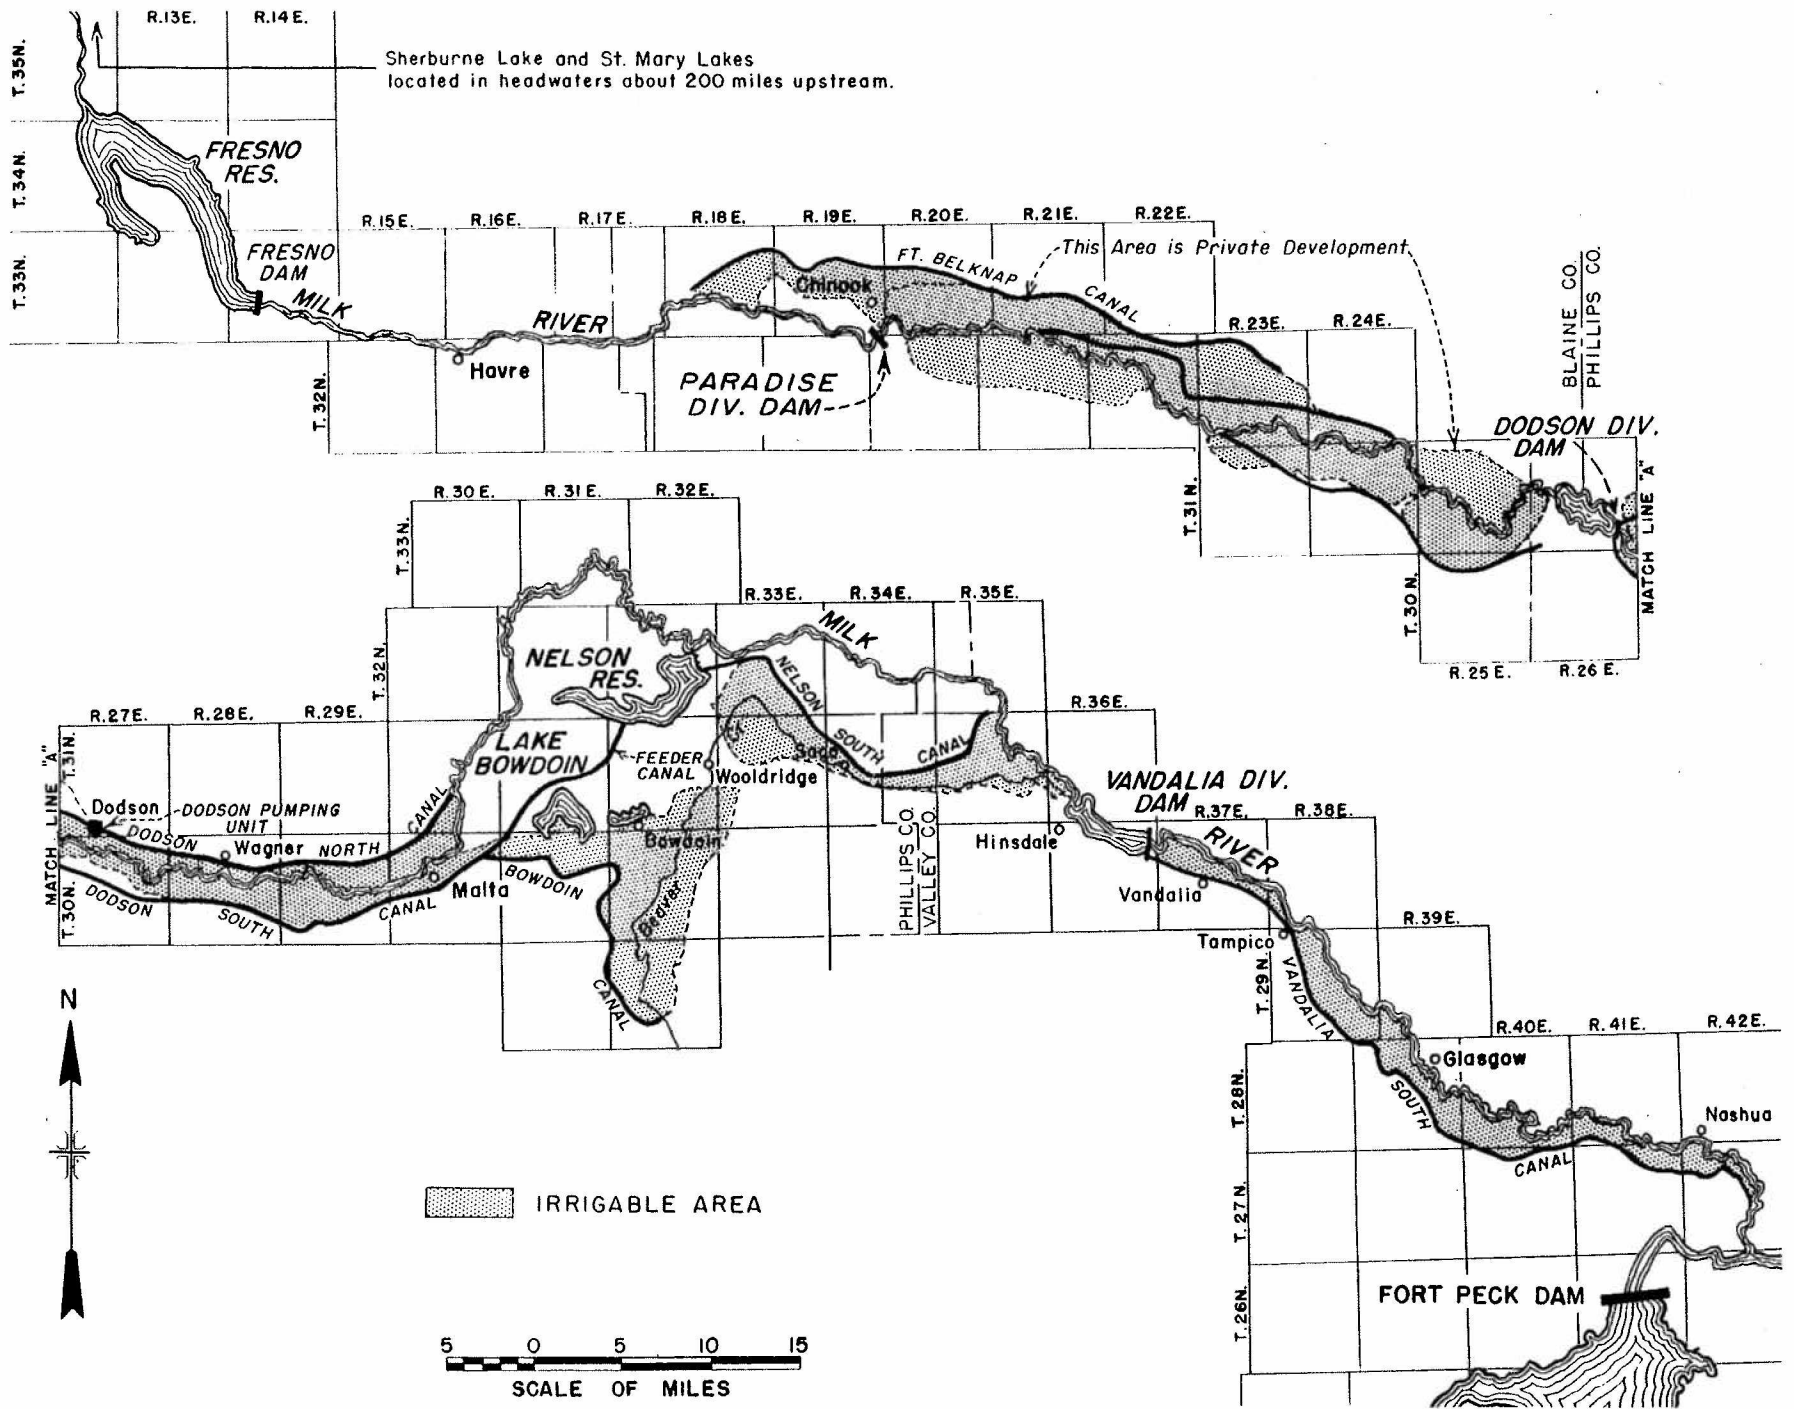 R.13E. R.14E.
T.35N.
Sherburne Lake and St. Mary Lakes
located in headwaters about 200 miles upstream.
T.34N.
FRESNO
RES.
T.33N.
FRESNO
DAM
MILK
RIVER
R.15E. R.16E. R.17E. R.18E. R.19E. R.20E. R.21E. R.22E.
This Area is Private Development
FT. BELKNAP
CANAL
Chinook
Havre
T.32N.
PARADISE
DIV. DAM
R.23E. R.24E.
BLAINE CO.
PHILLIPS CO.
DODSON DIV.
DAM
T.31N.
MATCH LINE "A"
T.30N.
R.25E. R.26E.
R.30E. R.31E. R.32E.
T.33N.
R.33E. R.34E. R.35E.
MILK
T.32N.
NELSON
RES.
NELSON
SOUTH
CANAL
R.36E.
R.27E. R.28E. R.29E.
MATCH LINE "A"
T.31N.
LAKE
BOWDOIN
FEEDER
CANAL
Wooldridge
Saco
VANDALIA DIV.
DAM
R.37E. R.38E.
RIVER
Dodson
DODSON PUMPING
UNIT
DODSON
NORTH
CANAL
Wagner
Bowdoin
Hinsdale
PHILLIPS CO.
VALLEY CO.
Malta
BOWDOIN
CANAL
Beaver
Vandalia
T.30N.
DODSON
SOUTH
CANAL
R.39E.
Tampico
T.29N.
VANDALIA
SOUTH
CANAL
R.40E. R.41E. R.42E.
Glasgow
T.28N.
Nashua
N
IRRIGABLE AREA
T.27N.
FORT PECK DAM
T.26N.
5 0 5 10 15
SCALE OF MILES